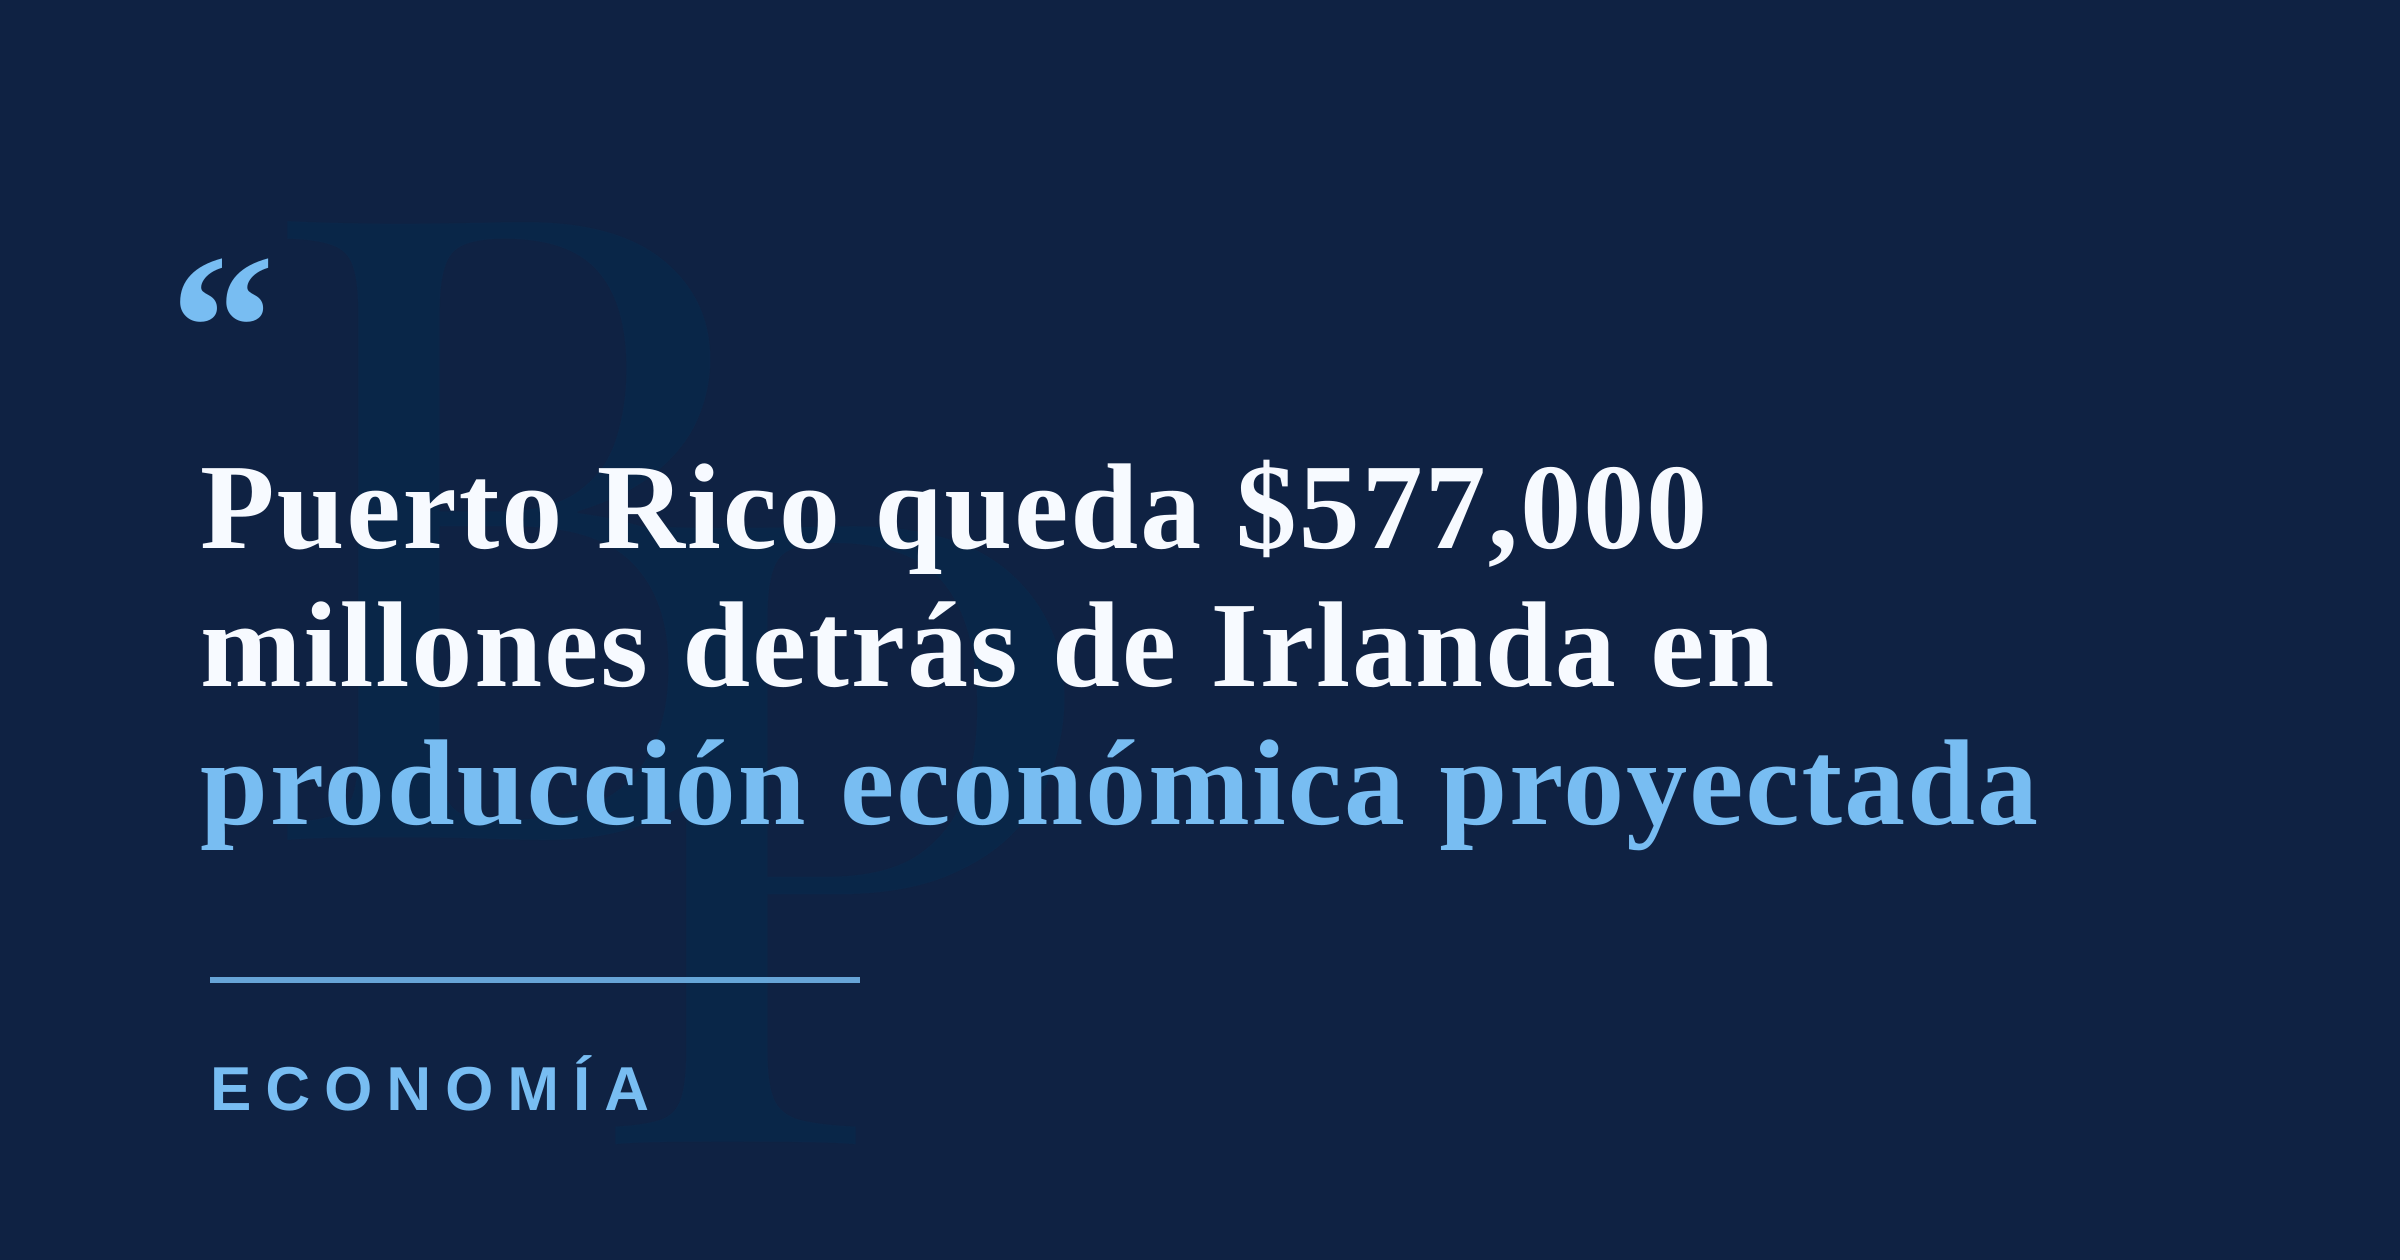 “
Puerto Rico queda $577,000
millones detrás de Irlanda en
producción económica proyectada
ECONOMÍA